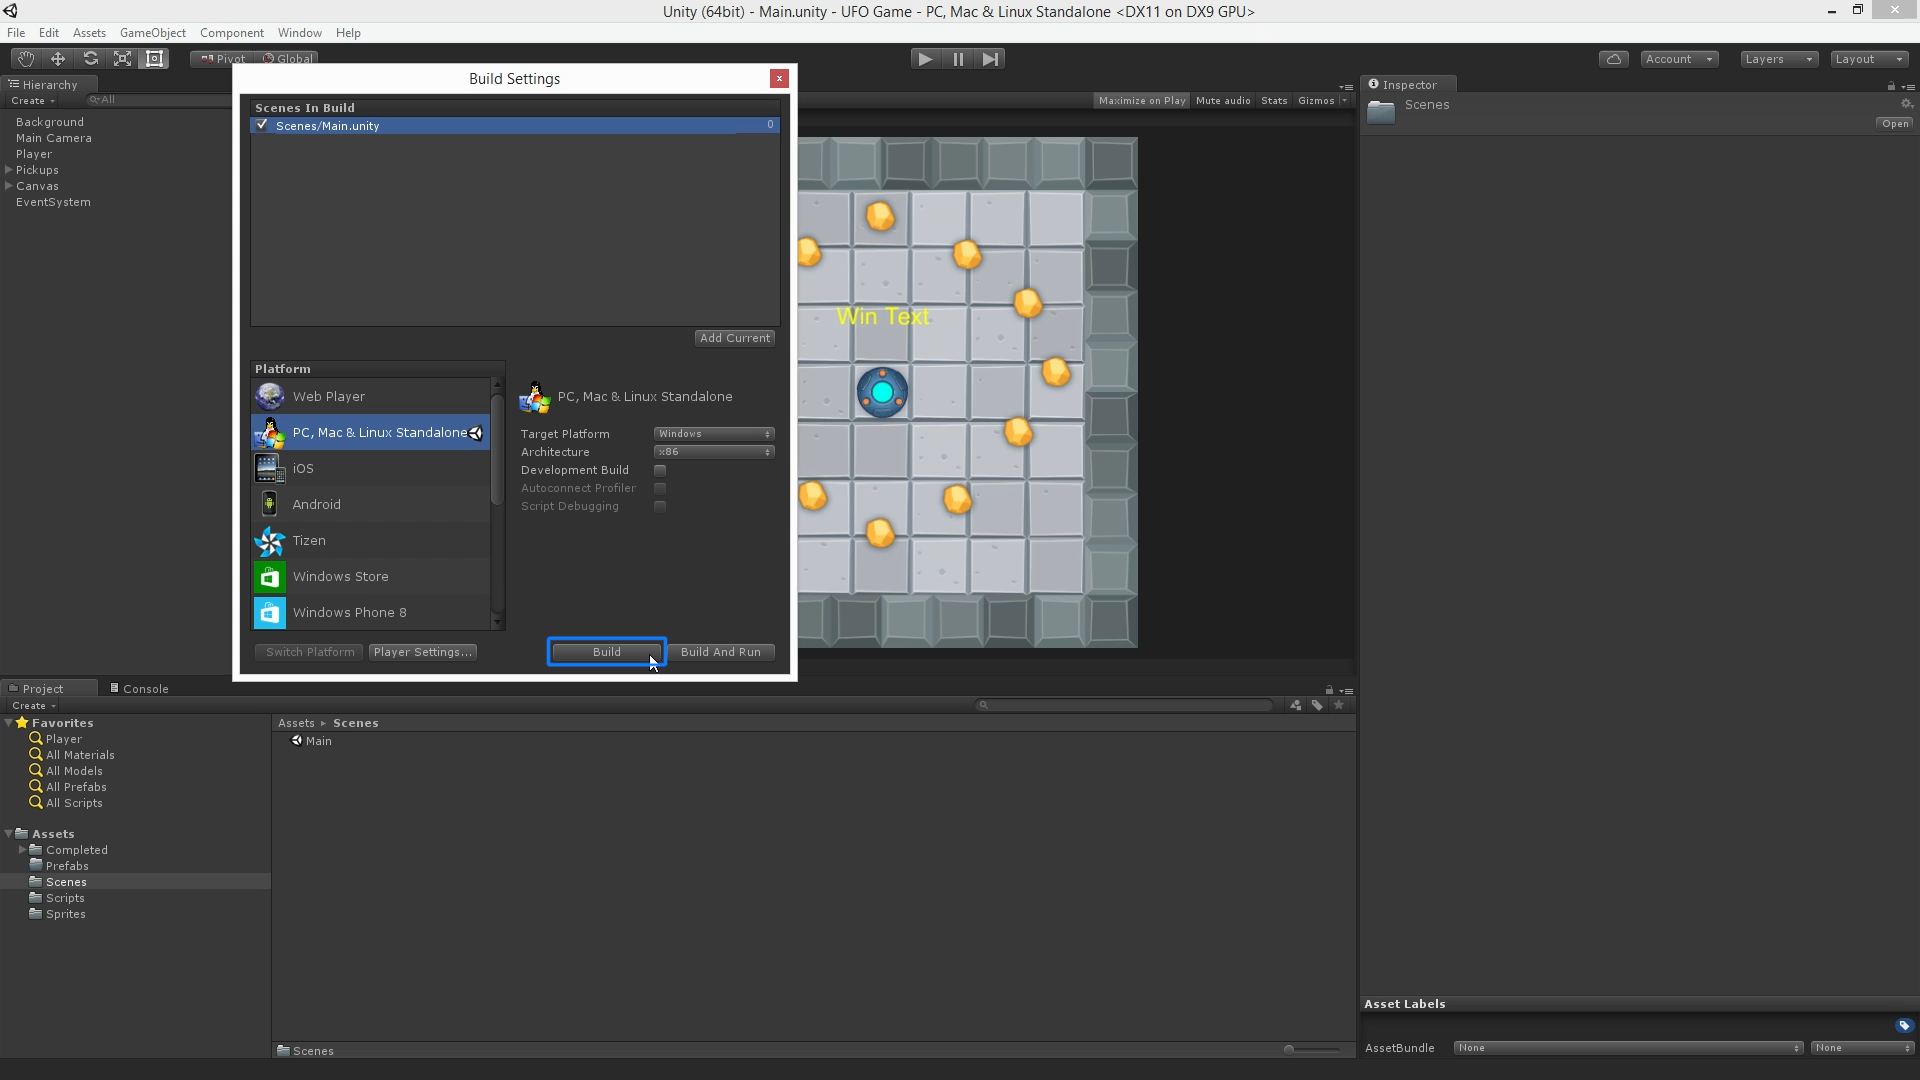 Unity (64bit) - Main.unity - UFO Game - PC, Mac & Linux Standalone <DX11 on DX9 GPU>
File Edit Assets GameObject Component Window Help
Pivot Global
Account Layers Layout
Hierarchy
Create All
Background
Main Camera
Player
Pickups
Canvas
EventSystem
Build Settings
Scenes In Build
Scenes/Main.unity 0
Add Current
Platform
Web Player
PC, Mac & Linux Standalone
iOS
Android
Tizen
Windows Store
Windows Phone 8
PC, Mac & Linux Standalone
Target Platform Windows
Architecture x86
Development Build
Autoconnect Profiler
Script Debugging
Switch Platform Player Settings... Build Build And Run
Maximize on Play Mute audio Stats Gizmos
Win Text
Inspector
Scenes
Open
Project Console
Create
Favorites
Player
All Materials
All Models
All Prefabs
All Scripts
Assets
Completed
Prefabs
Scenes
Scripts
Sprites
Assets Scenes
Main
Scenes
Asset Labels
AssetBundle None None